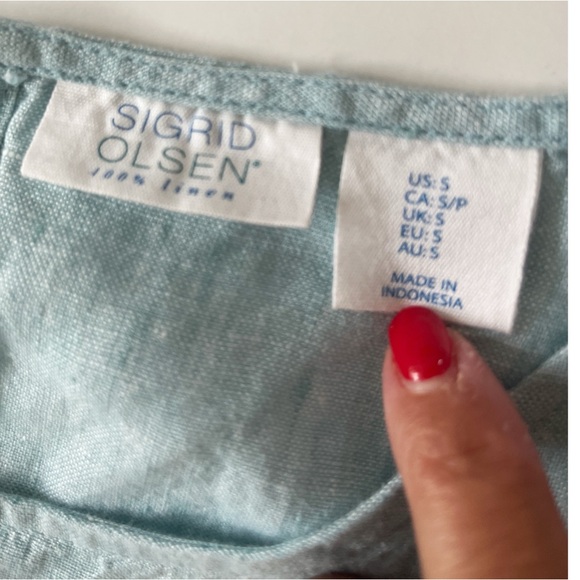 SIGRID
OLSEN®
100% linen
US: S
CA: S/P
UK: S
EU: S
AU: S
MADE IN
INDONESIA